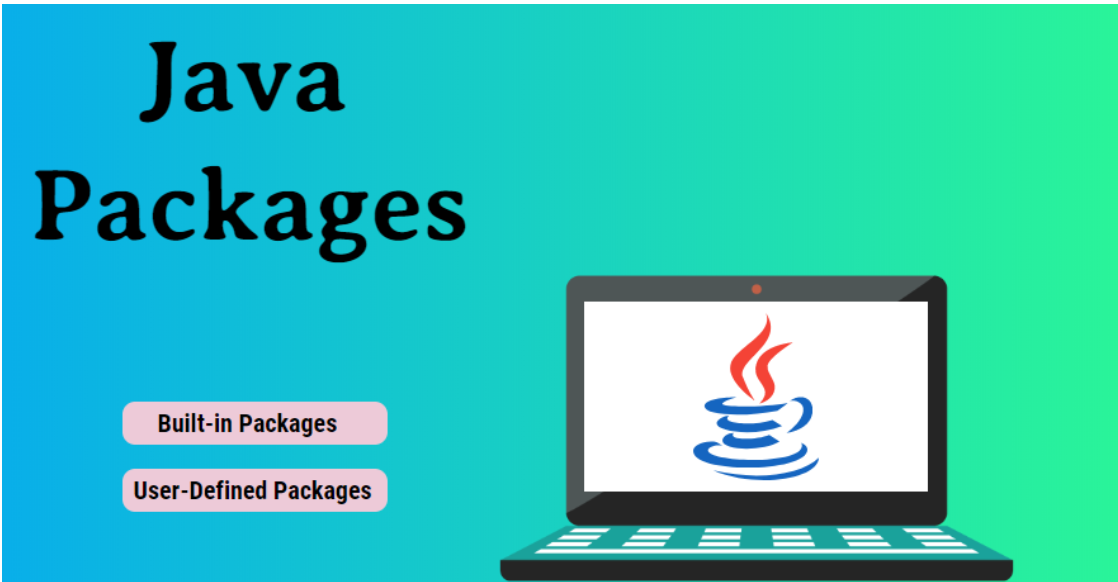 Java
Packages
Built-in Packages
User-Defined Packages